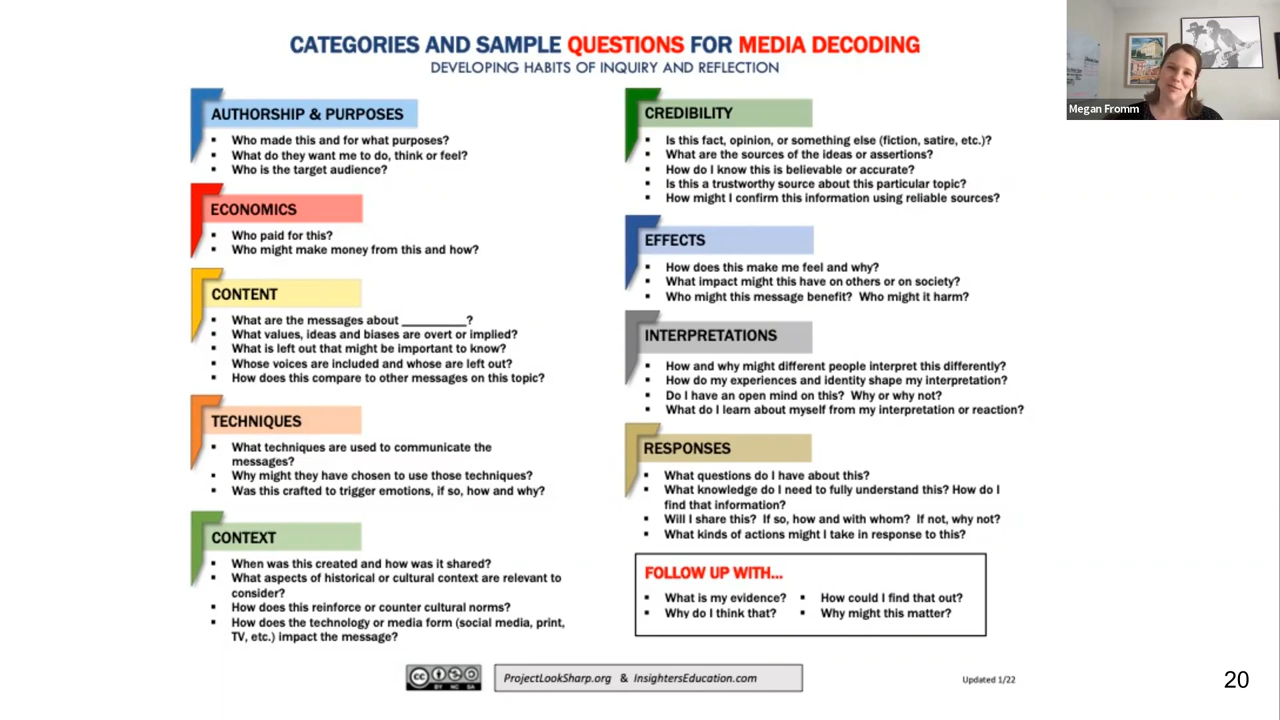 CATEGORIES AND SAMPLE QUESTIONS FOR MEDIA DECODING
DEVELOPING HABITS OF INQUIRY AND REFLECTION
AUTHORSHIP & PURPOSES
▪ Who made this and for what purposes?
▪ What do they want me to do, think or feel?
▪ Who is the target audience?
ECONOMICS
▪ Who paid for this?
▪ Who might make money from this and how?
CONTENT
▪ What are the messages about __________?
▪ What values, ideas and biases are overt or implied?
▪ What is left out that might be important to know?
▪ Whose voices are included and whose are left out?
▪ How does this compare to other messages on this topic?
TECHNIQUES
▪ What techniques are used to communicate the
messages?
▪ Why might they have chosen to use those techniques?
▪ Was this crafted to trigger emotions, if so, how and why?
CONTEXT
▪ When was this created and how was it shared?
▪ What aspects of historical or cultural context are relevant to
consider?
▪ How does this reinforce or counter cultural norms?
▪ How does the technology or media form (social media, print,
TV, etc.) impact the message?
CREDIBILITY
▪ Is this fact, opinion, or something else (fiction, satire, etc.)?
▪ What are the sources of the ideas or assertions?
▪ How do I know this is believable or accurate?
▪ Is this a trustworthy source about this particular topic?
▪ How might I confirm this information using reliable sources?
EFFECTS
▪ How does this make me feel and why?
▪ What impact might this have on others or on society?
▪ Who might this message benefit? Who might it harm?
INTERPRETATIONS
▪ How and why might different people interpret this differently?
▪ How do my experiences and identity shape my interpretation?
▪ Do I have an open mind on this? Why or why not?
▪ What do I learn about myself from my interpretation or reaction?
RESPONSES
▪ What questions do I have about this?
▪ What knowledge do I need to fully understand this? How do I
find that information?
▪ Will I share this? If so, how and with whom? If not, why not?
▪ What kinds of actions might I take in response to this?
FOLLOW UP WITH...
▪ What is my evidence? ▪ How could I find that out?
▪ Why do I think that? ▪ Why might this matter?
cc BY NC SA
ProjectLookSharp.org & InsightersEducation.com
Updated 1/22
20
Megan Fromm